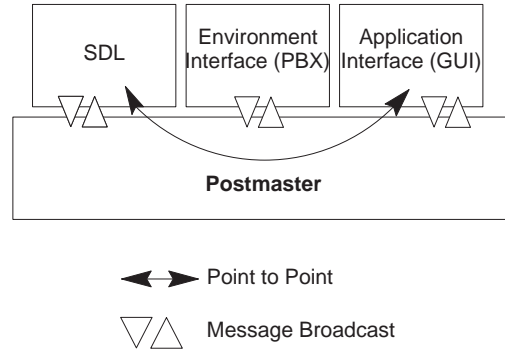 SDL
Environment
Interface (PBX)
Application
Interface (GUI)
Postmaster
Point to Point
Message Broadcast